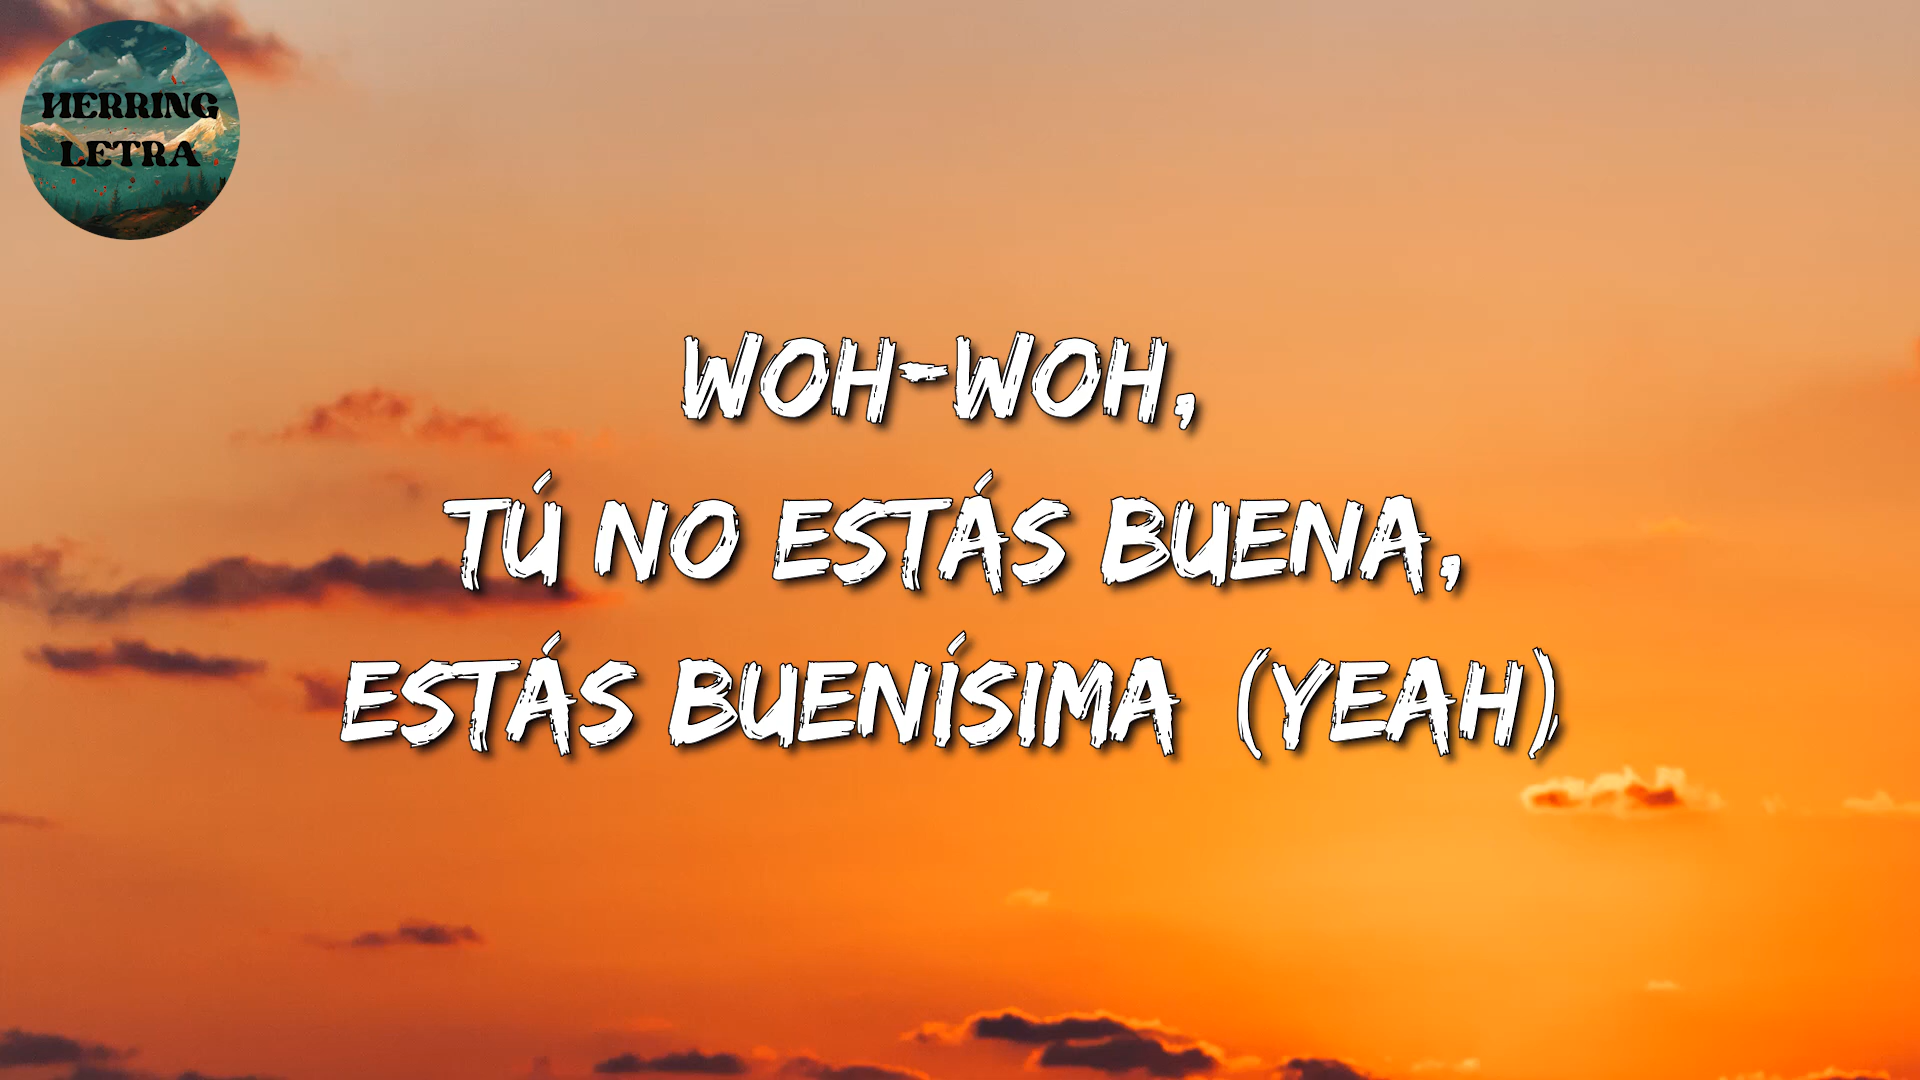 HERRING
LETRA
WOH-WOH,
TÚ NO ESTÁS BUENA,
ESTÁS BUENÍSIMA (YEAH)